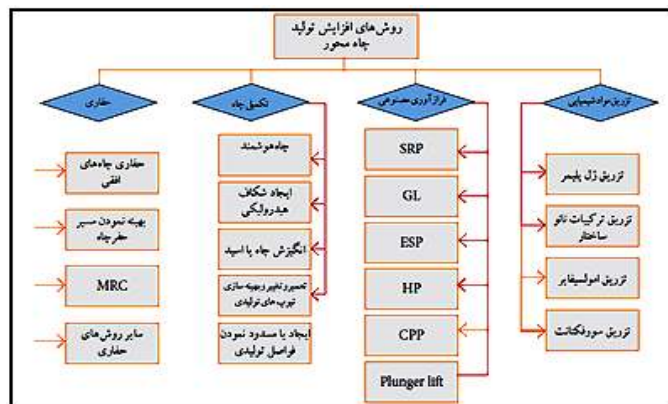 روش‌های افزایش تولید
چاه محور
تزریق مواد شیمیایی
فرازآوری مصنوعی
تکمیل چاه
حفاری
تزریق ژل پلیمر
تزریق ترکیبات نانو
ساختار
تزریق امولسیفایر
تزریق سورفکتانت
SRP
GL
ESP
HP
CPP
Plunger lift
چاه هوشمند
ایجاد شکاف
هیدرولیکی
انگیزش چاه با اسید
تعمیر و تغییر و بهینه سازی
تیوپ های تولیدی
ایجاد یا مسدود نمودن
فواصل تولیدی
حفاری چاه‌های
افقی
بهینه نمودن مسیر
حفر چاه
MRC
سایر روش‌های
حفاری